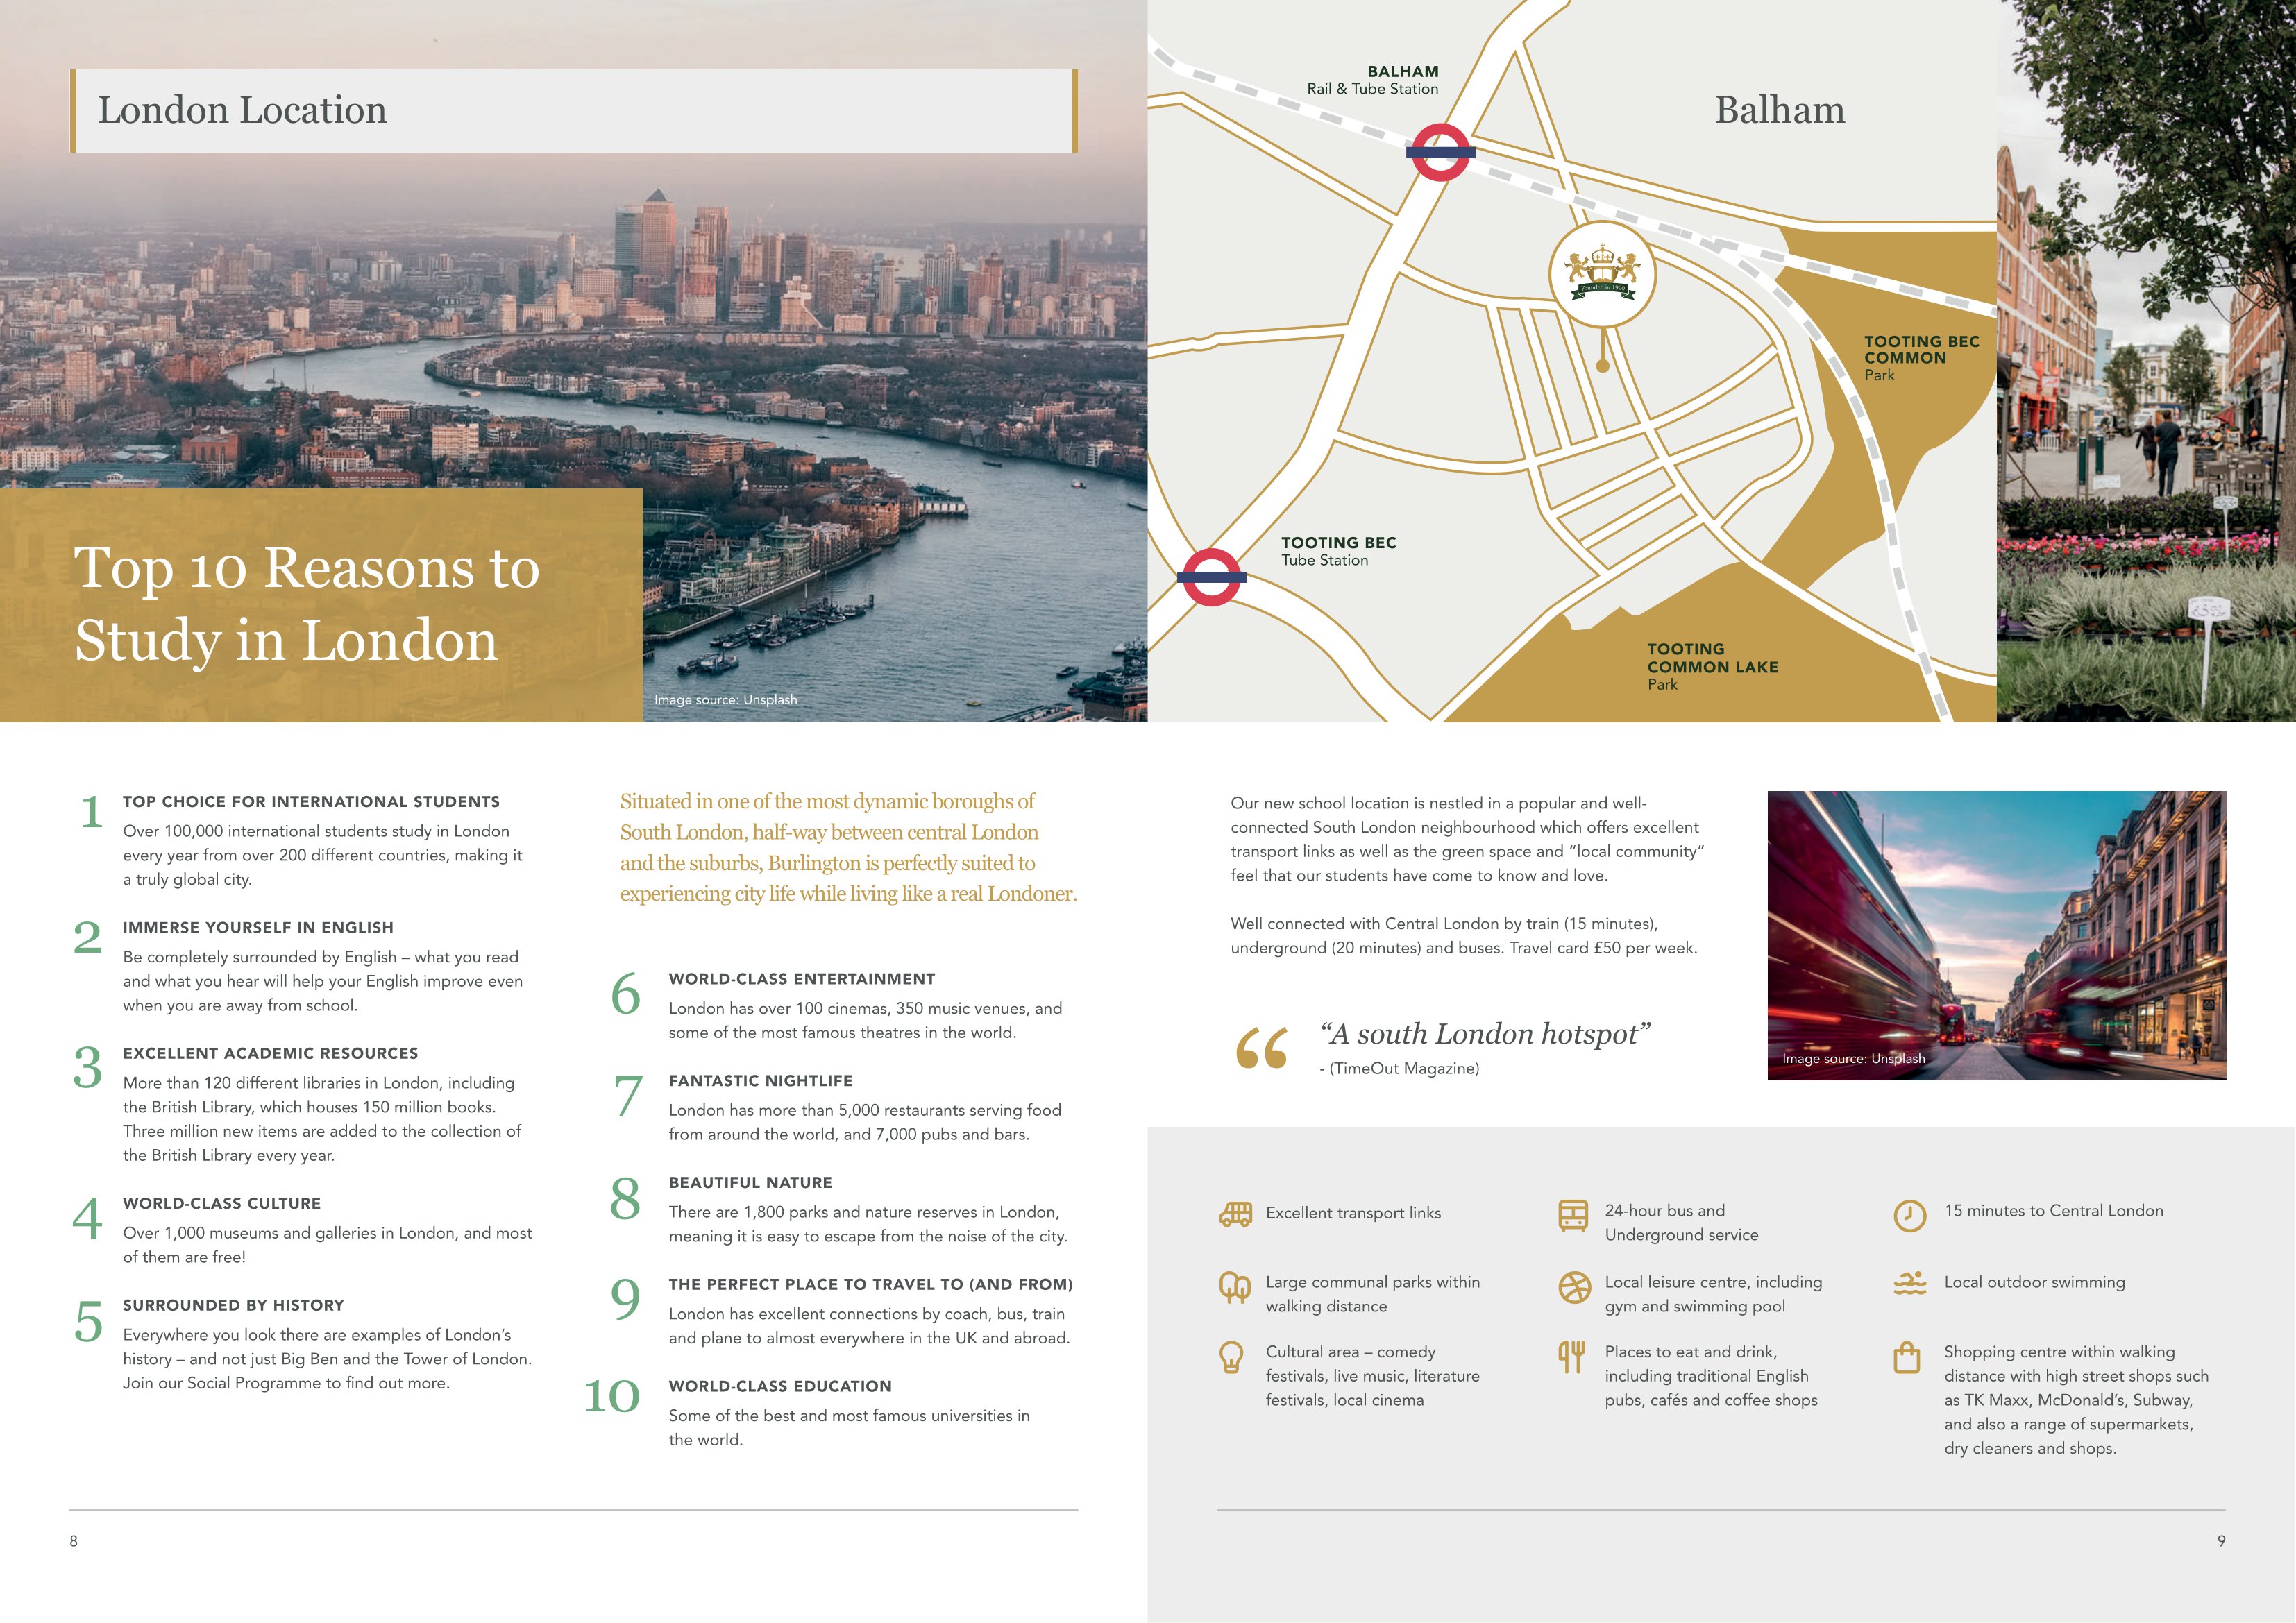 London Location
Top 10 Reasons to
Study in London
Image source: Unsplash
1
TOP CHOICE FOR INTERNATIONAL STUDENTS
Over 100,000 international students study in London
every year from over 200 different countries, making it
a truly global city.
2
IMMERSE YOURSELF IN ENGLISH
Be completely surrounded by English – what you read
and what you hear will help your English improve even
when you are away from school.
3
EXCELLENT ACADEMIC RESOURCES
More than 120 different libraries in London, including
the British Library, which houses 150 million books.
Three million new items are added to the collection of
the British Library every year.
4
WORLD-CLASS CULTURE
Over 1,000 museums and galleries in London, and most
of them are free!
5
SURROUNDED BY HISTORY
Everywhere you look there are examples of London’s
history – and not just Big Ben and the Tower of London.
Join our Social Programme to find out more.
Situated in one of the most dynamic boroughs of
South London, half-way between central London
and the suburbs, Burlington is perfectly suited to
experiencing city life while living like a real Londoner.
6
WORLD-CLASS ENTERTAINMENT
London has over 100 cinemas, 350 music venues, and
some of the most famous theatres in the world.
7
FANTASTIC NIGHTLIFE
London has more than 5,000 restaurants serving food
from around the world, and 7,000 pubs and bars.
8
BEAUTIFUL NATURE
There are 1,800 parks and nature reserves in London,
meaning it is easy to escape from the noise of the city.
9
THE PERFECT PLACE TO TRAVEL TO (AND FROM)
London has excellent connections by coach, bus, train
and plane to almost everywhere in the UK and abroad.
10
WORLD-CLASS EDUCATION
Some of the best and most famous universities in
the world.
8
BALHAM
Rail & Tube Station
Balham
Founded in 1990
TOOTING BEC
COMMON
Park
TOOTING BEC
Tube Station
TOOTING
COMMON LAKE
Park
Our new school location is nestled in a popular and well-
connected South London neighbourhood which offers excellent
transport links as well as the green space and “local community”
feel that our students have come to know and love.
Well connected with Central London by train (15 minutes),
underground (20 minutes) and buses. Travel card £50 per week.
“
“A south London hotspot”
- (TimeOut Magazine)
Image source: Unsplash
Excellent transport links
24-hour bus and
Underground service
15 minutes to Central London
Large communal parks within
walking distance
Local leisure centre, including
gym and swimming pool
Local outdoor swimming
Cultural area – comedy
festivals, live music, literature
festivals, local cinema
Places to eat and drink,
including traditional English
pubs, cafés and coffee shops
Shopping centre within walking
distance with high street shops such
as TK Maxx, McDonald’s, Subway,
and also a range of supermarkets,
dry cleaners and shops.
9